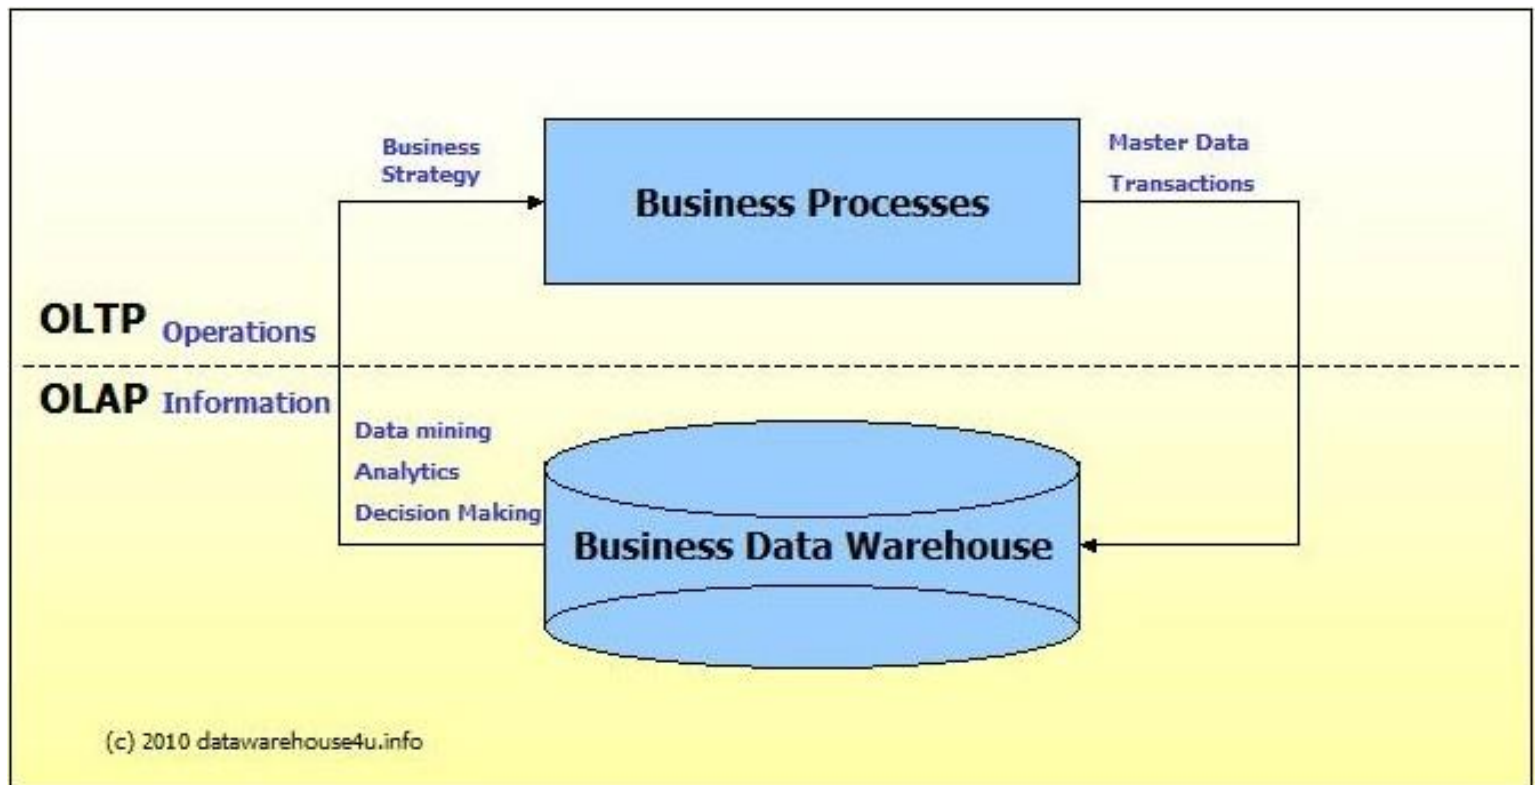 Business
Strategy
Business Processes
Master Data
Transactions
OLTP Operations
OLAP Information
Data mining
Analytics
Decision Making
Business Data Warehouse
(c) 2010 datawarehouse4u.info